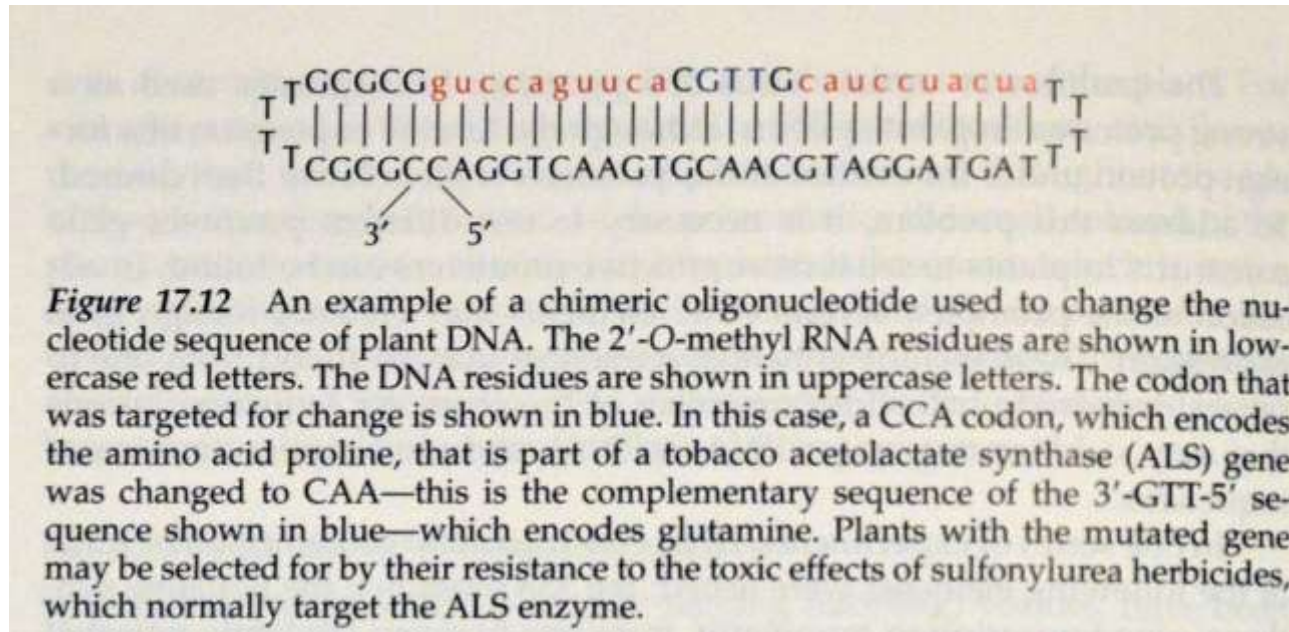 TGCGCGguccaguucaCGTTGcauccuacuaT
T T
T T
TCGCGCCAGGTCAAGTGCAACGTAGGATGATT
3′ 5′
Figure 17.12 An example of a chimeric oligonucleotide used to change the nu-
cleotide sequence of plant DNA. The 2′-O-methyl RNA residues are shown in low-
ercase red letters. The DNA residues are shown in uppercase letters. The codon that
was targeted for change is shown in blue. In this case, a CCA codon, which encodes
the amino acid proline, that is part of a tobacco acetolactate synthase (ALS) gene
was changed to CAA—this is the complementary sequence of the 3′-GTT-5′ se-
quence shown in blue—which encodes glutamine. Plants with the mutated gene
may be selected for by their resistance to the toxic effects of sulfonylurea herbicides,
which normally target the ALS enzyme.